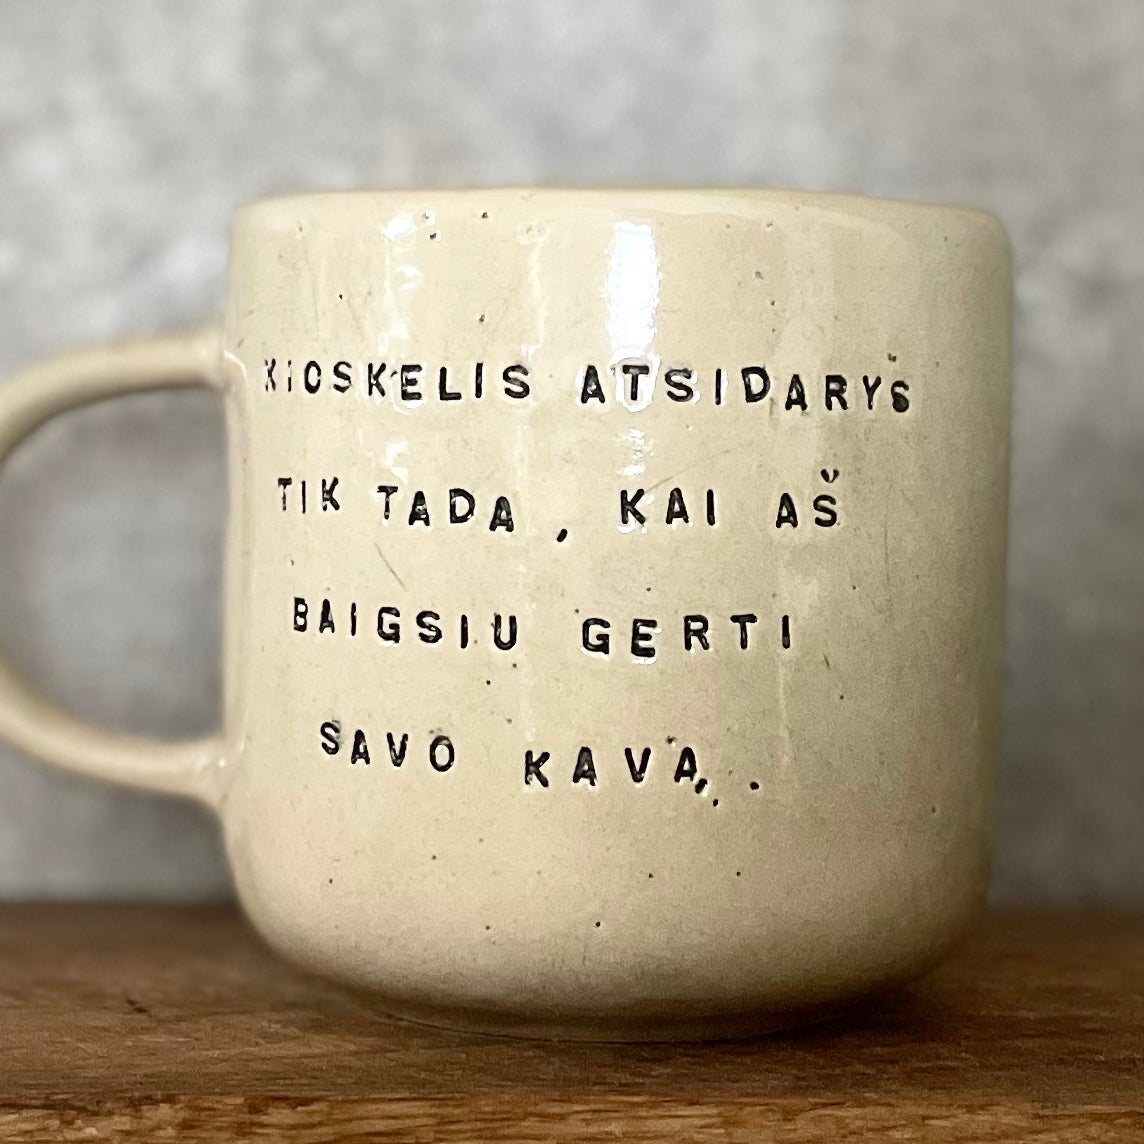 KIOSKELIS ATSIDARYS
TIK TADA, KAI AŠ
BAIGSIU GERTI
SAVO KAVĄ.